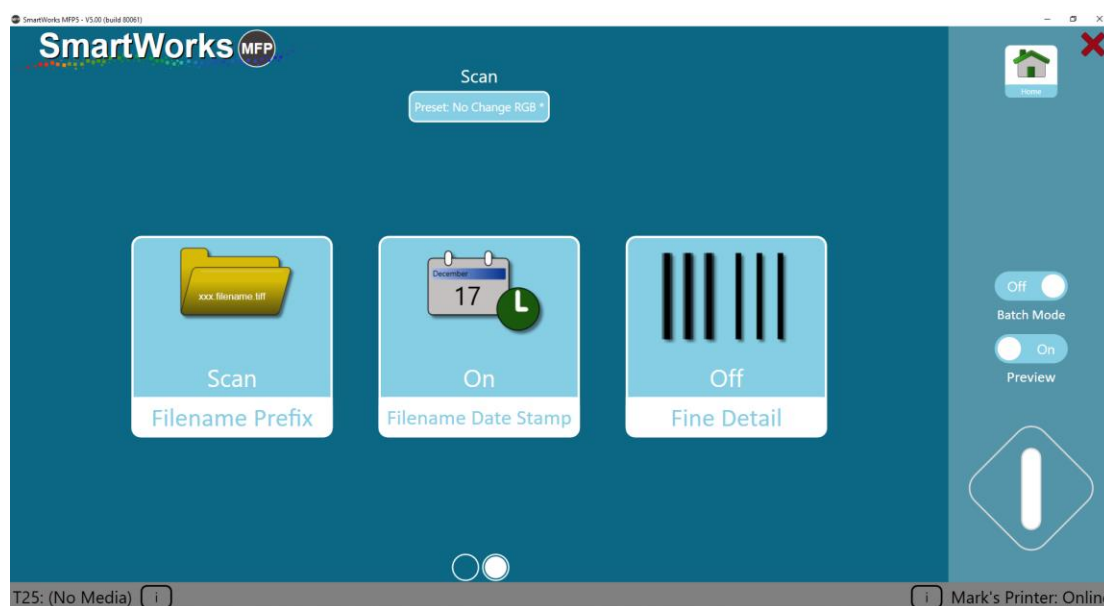 SmartWorks MFP5 - V5.00 (build 80061)
SmartWorks MFP
Scan
Preset: No Change RGB *
Home
xxx.filename.tiff
Scan
Filename Prefix
December
17
On
Filename Date Stamp
Off
Fine Detail
Off
Batch Mode
On
Preview
T25: (No Media) i
i Mark's Printer: Online